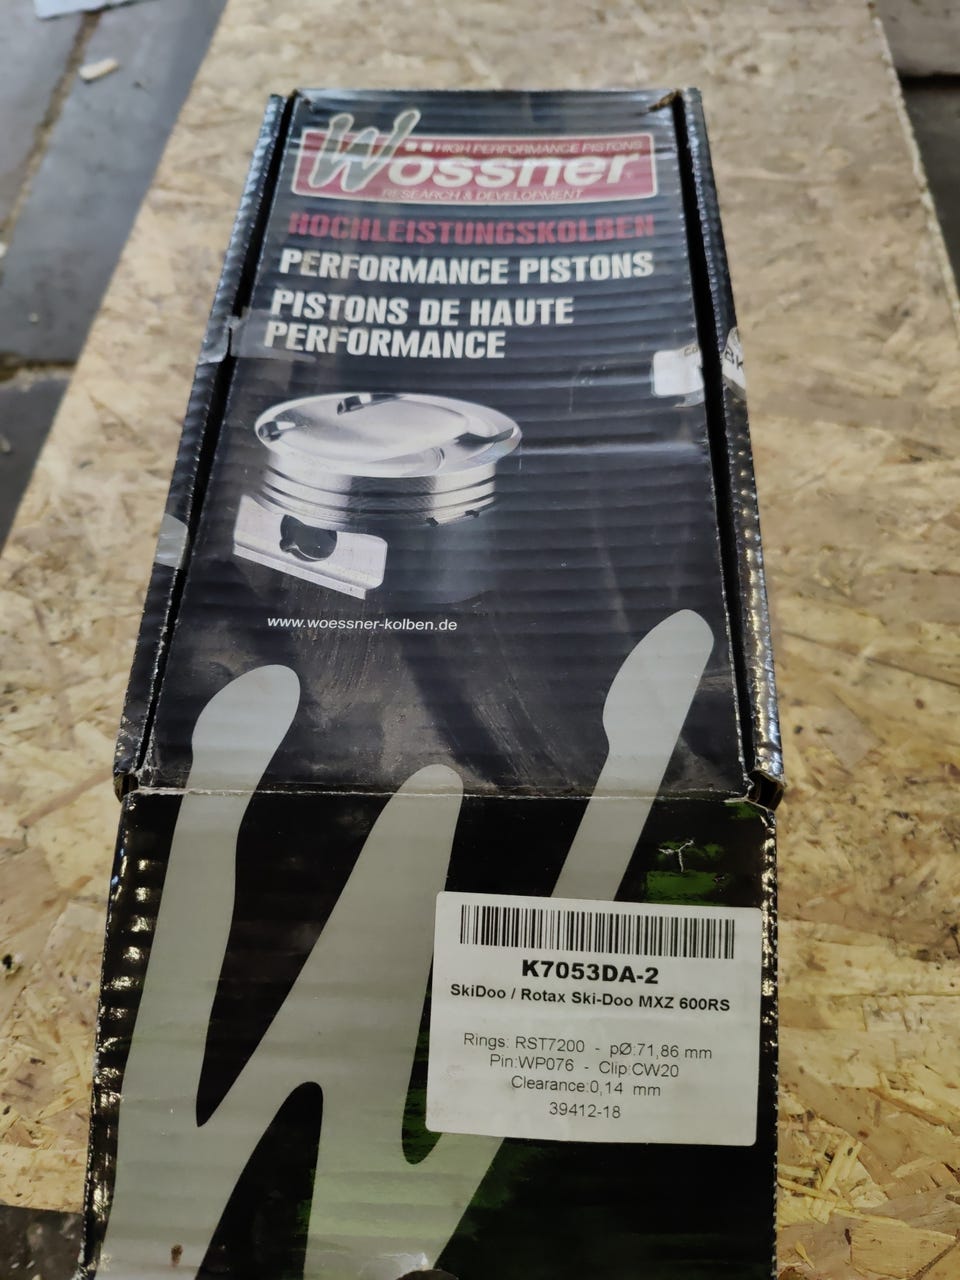 HIGH PERFORMANCE PISTONS
Wössner
RESEARCH & DEVELOPMENT
HOCHLEISTUNGSKOLBEN
PERFORMANCE PISTONS
PISTONS DE HAUTE
PERFORMANCE
www.woessner-kolben.de
K7053DA-2
SkiDoo / Rotax Ski-Doo MXZ 600RS
Rings: RST7200 - pØ:71,86 mm
Pin:WP076 - Clip:CW20
Clearance:0,14 mm
39412-18